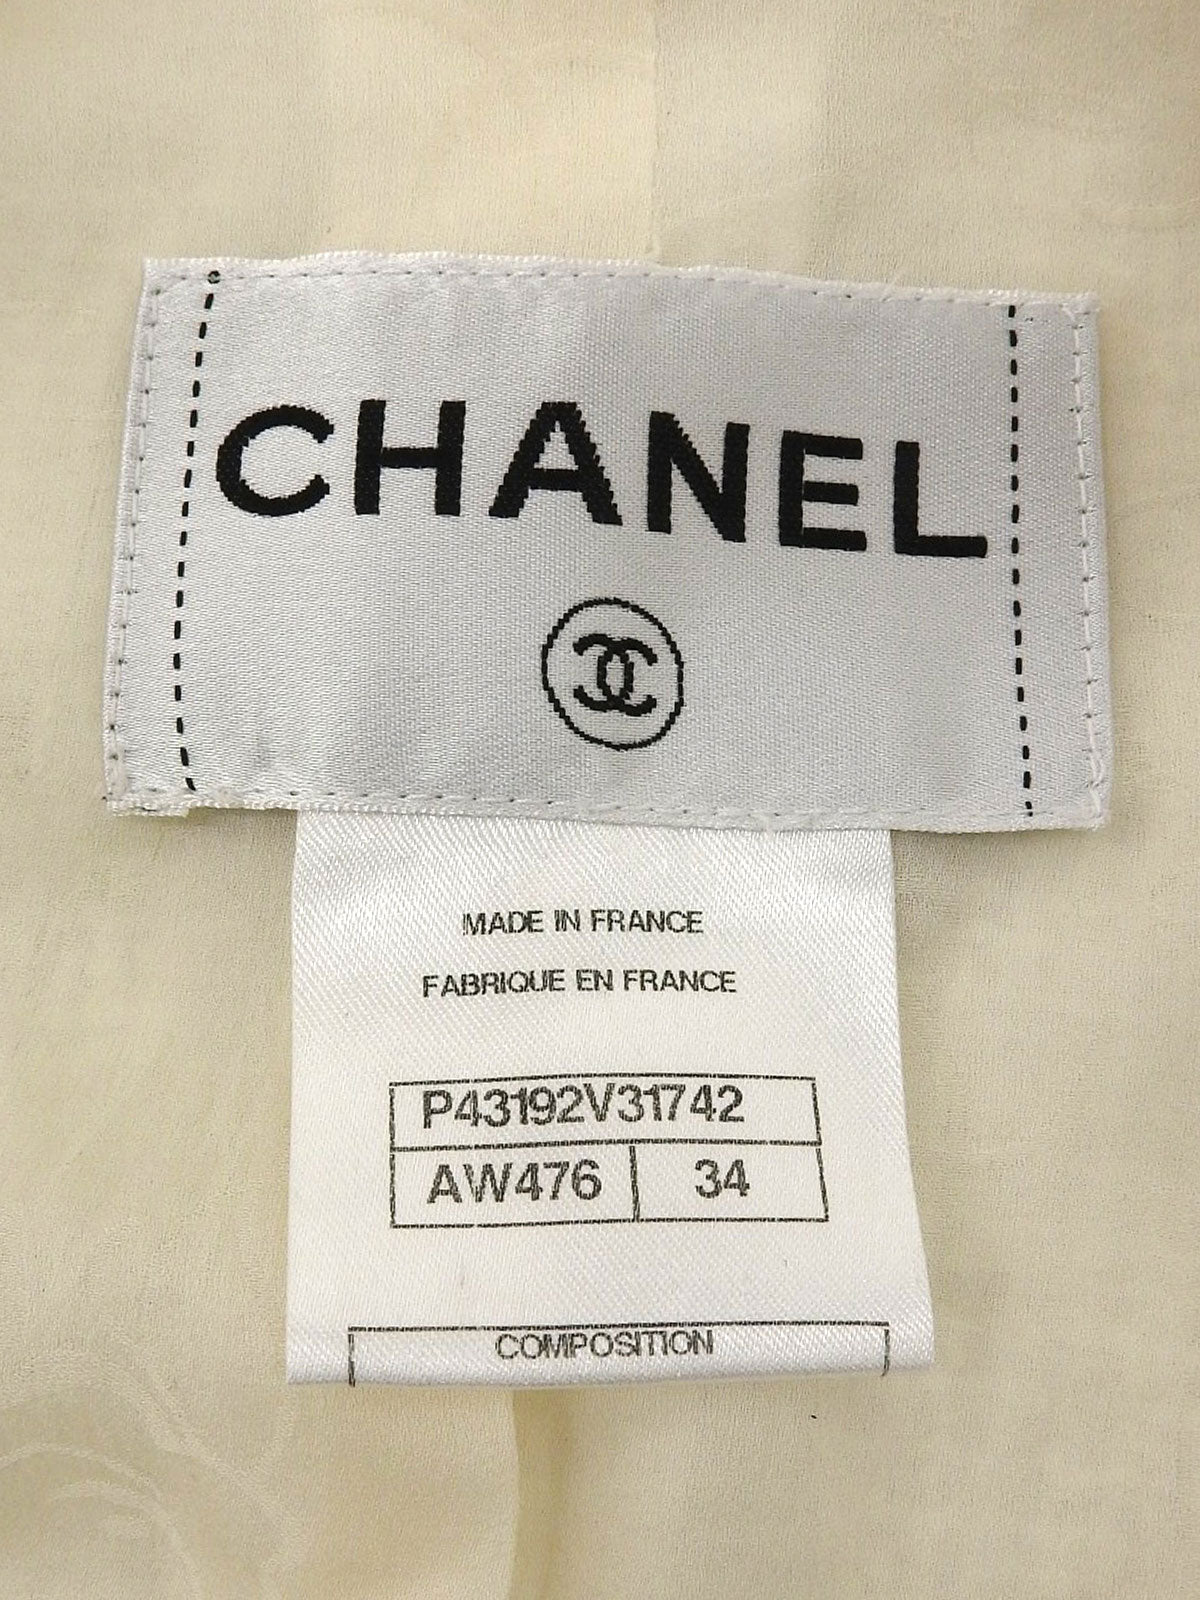 CHANEL
MADE IN FRANCE
FABRIQUE EN FRANCE
P43192V31742
AW476 34
COMPOSITION